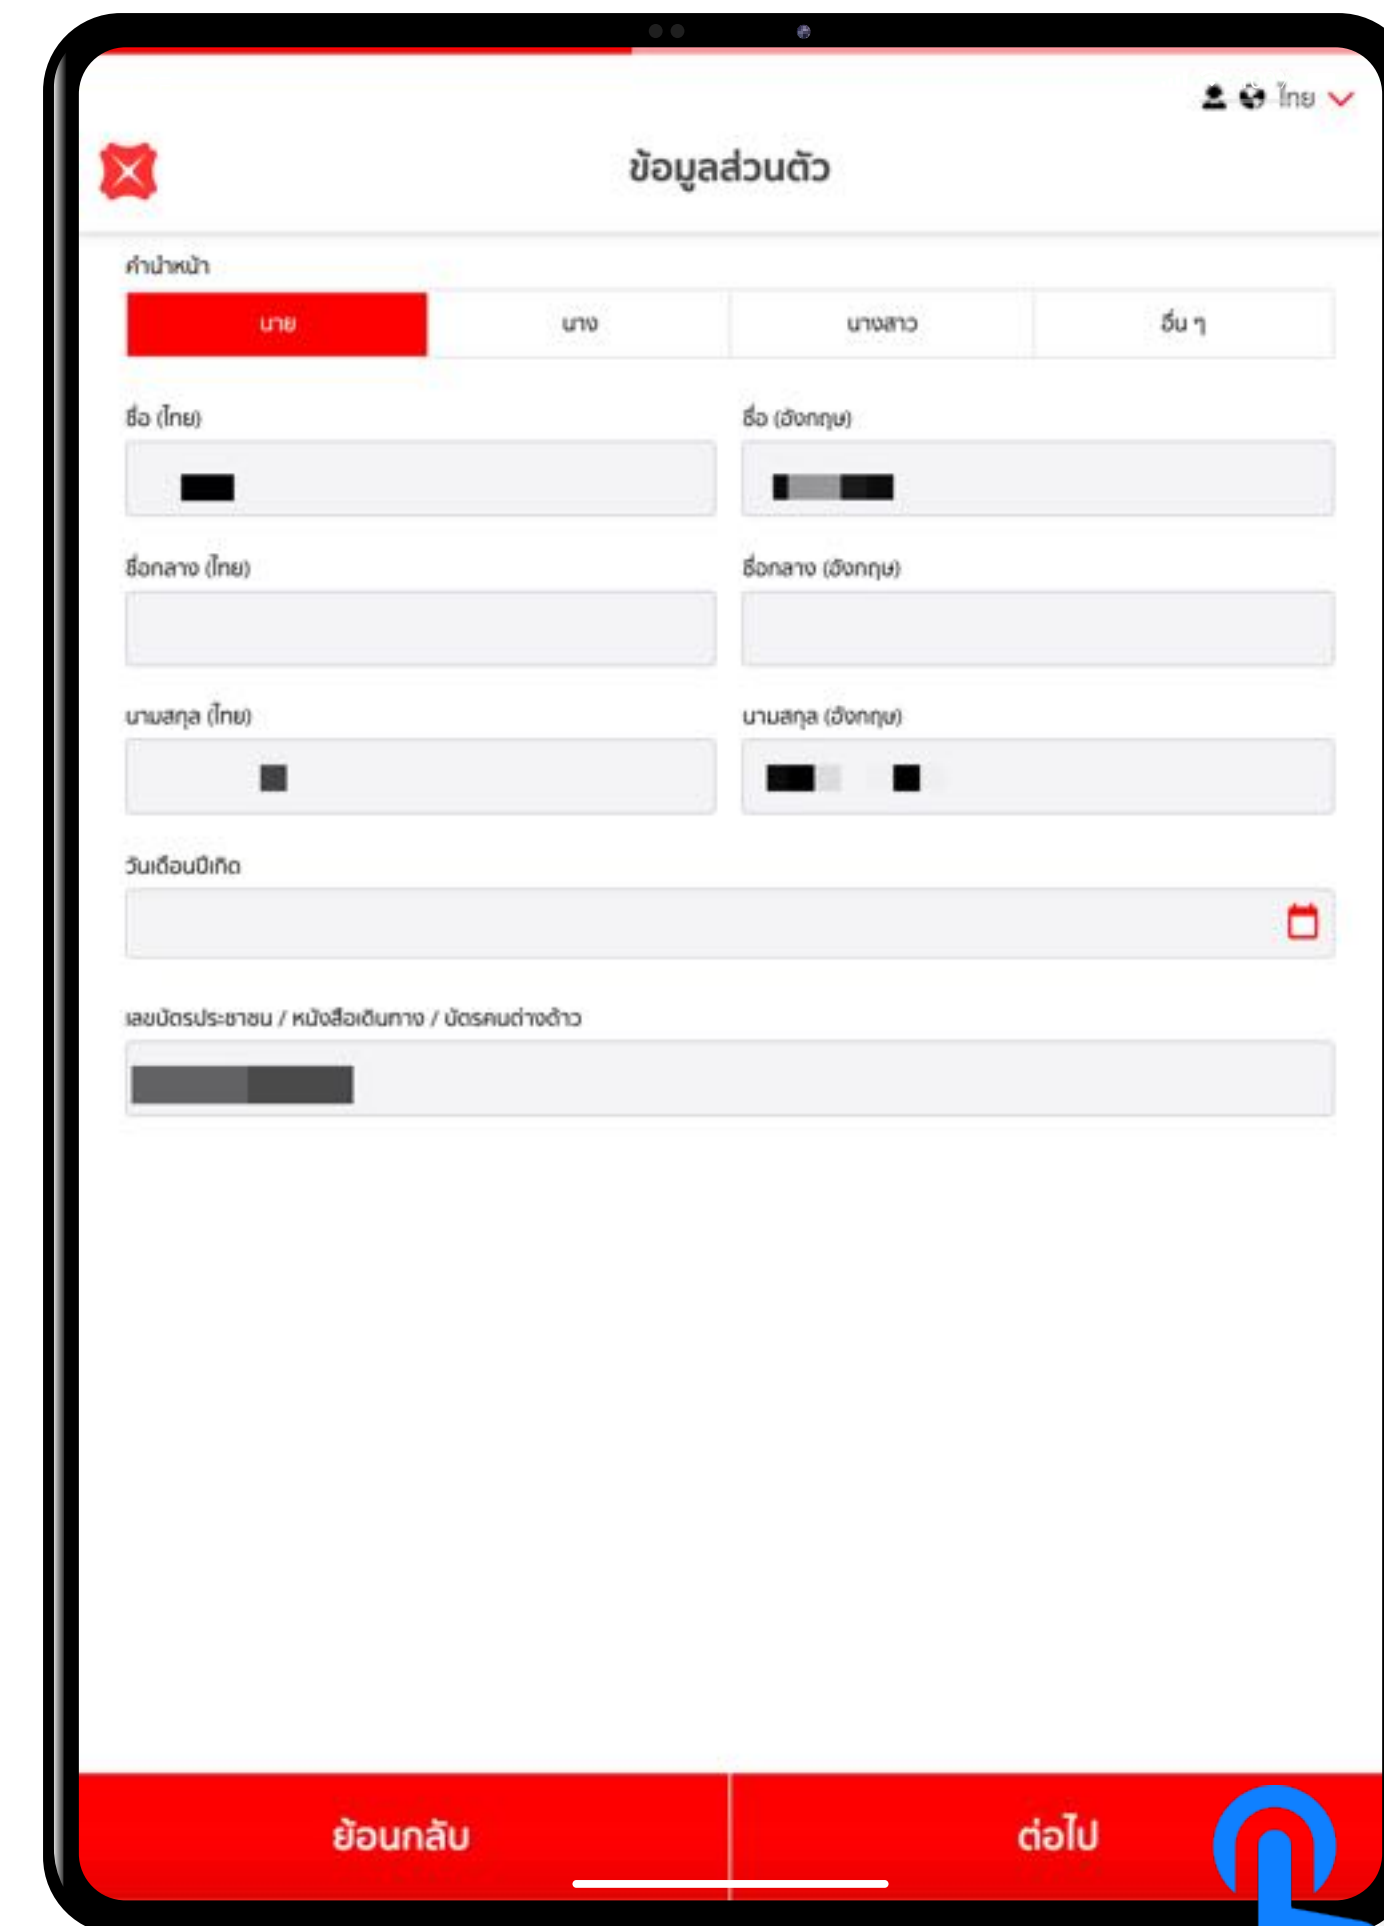 ไทย
ข้อมูลส่วนตัว
คำนำหน้า
นาย นาง นางสาว อื่น ๆ
ชื่อ (ไทย) ชื่อ (อังกฤษ)
ชื่อกลาง (ไทย) ชื่อกลาง (อังกฤษ)
นามสกุล (ไทย) นามสกุล (อังกฤษ)
วันเดือนปีเกิด
เลขบัตรประชาชน / หนังสือเดินทาง / บัตรคนต่างด้าว
ย้อนกลับ ต่อไป